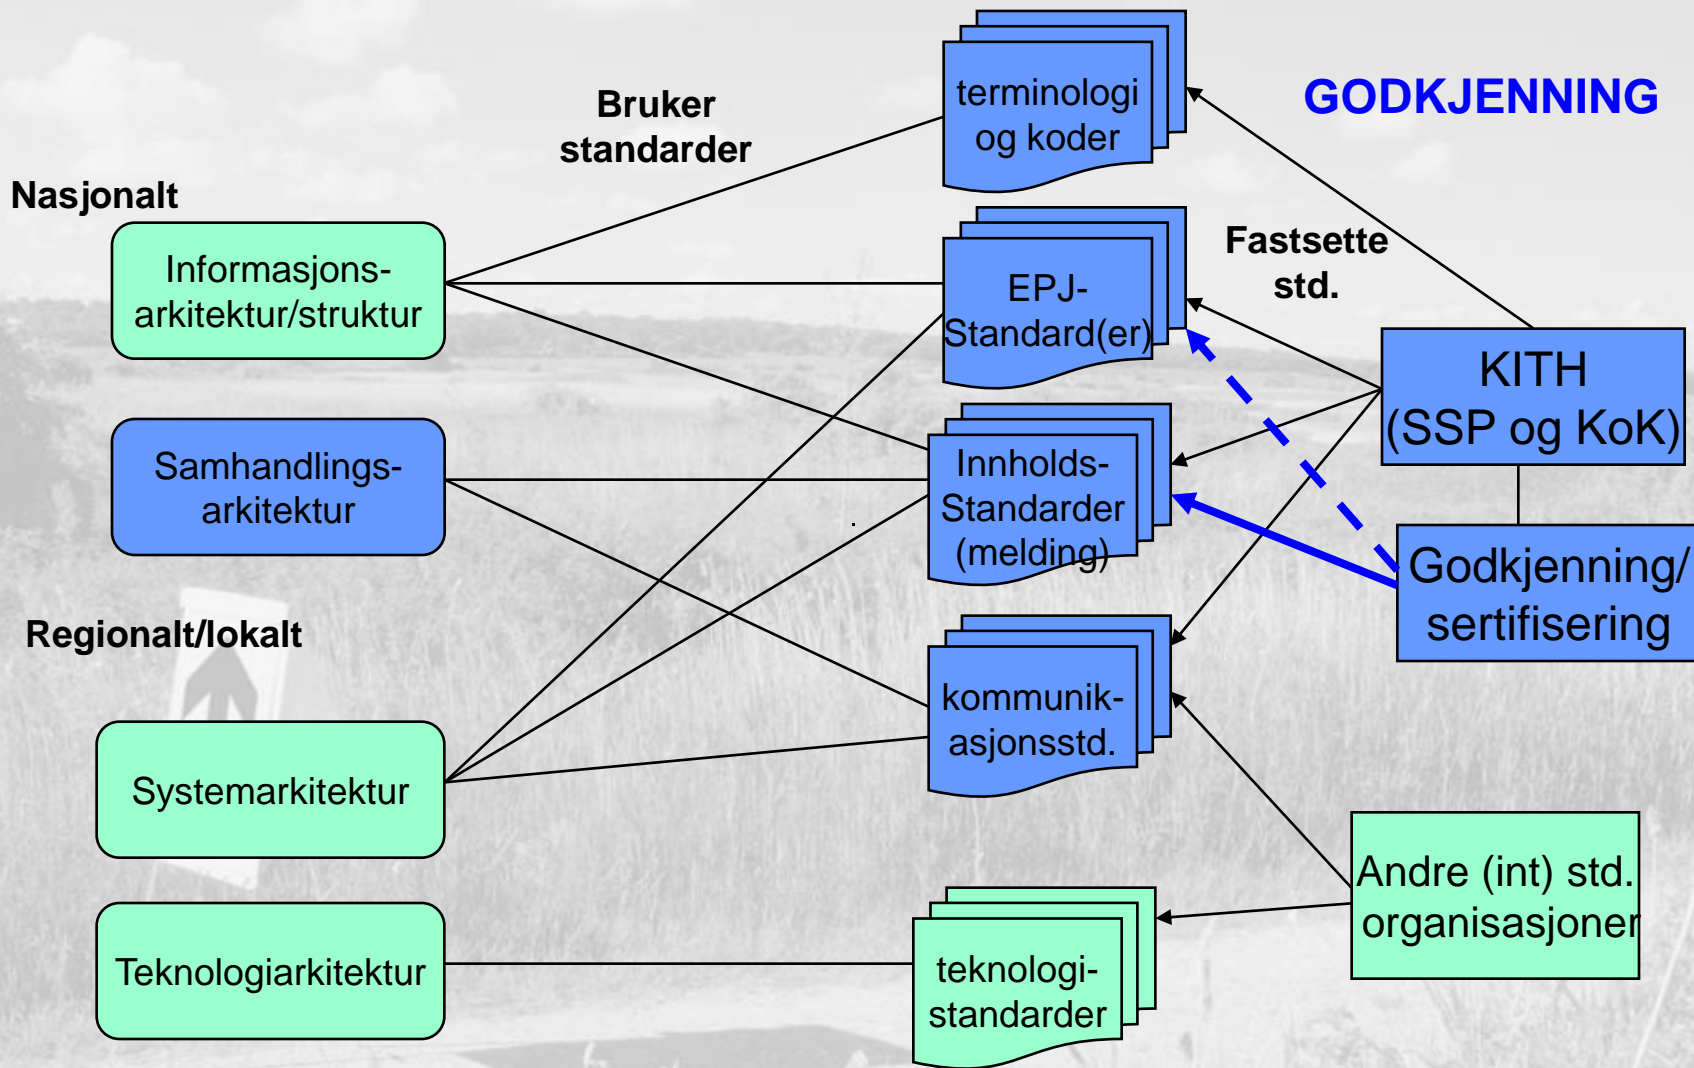 GODKJENNING
Bruker
standarder
Nasjonalt
Informasjons-
arkitektur/struktur
Samhandlings-
arkitektur
Regionalt/lokalt
Systemarkitektur
Teknologiarkitektur
terminologi
og koder
EPJ-
Standard(er)
Innholds-
Standarder
(melding)
kommunik-
asjonsstd.
teknologi-
standarder
Fastsette
std.
KITH
(SSP og KoK)
Godkjenning/
sertifisering
Andre (int) std.
organisasjoner